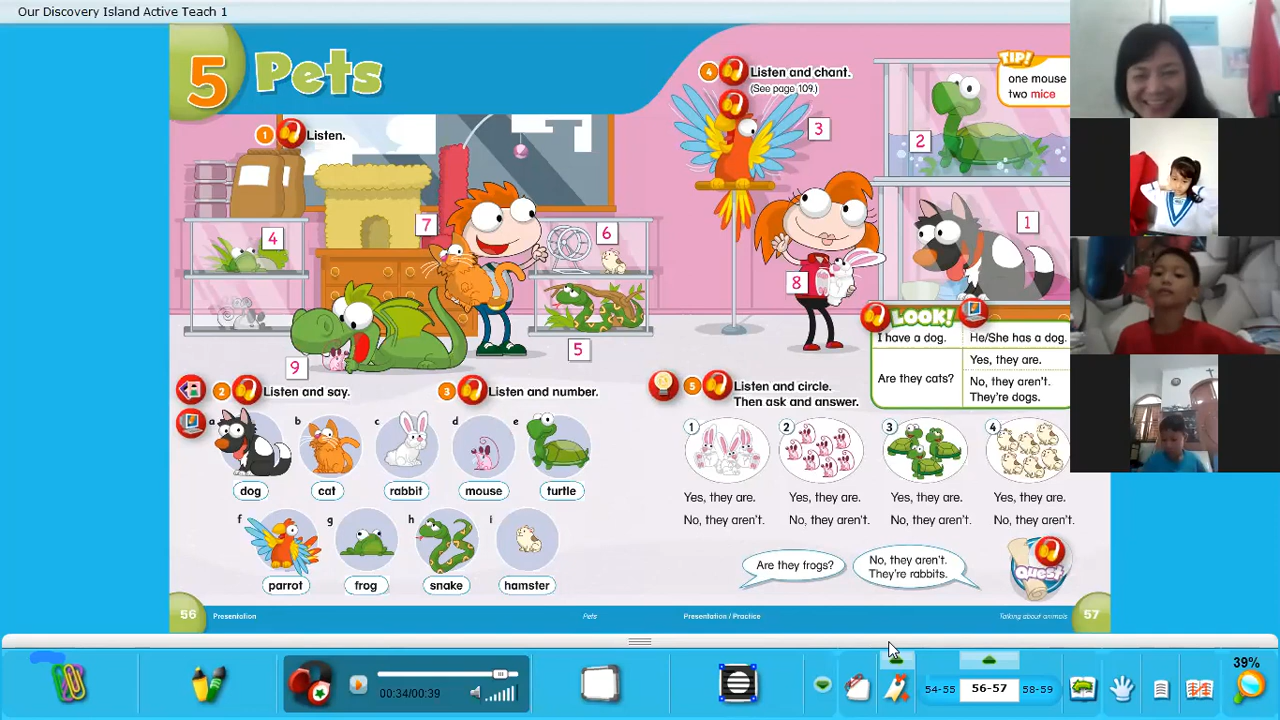 Our Discovery Island Active Teach 1
5 Pets
1 Listen.
4
7
6
9
5
2 Listen and say.
3 Listen and number.
a
b
c
d
e
dog
cat
rabbit
mouse
turtle
f
g
h
i
parrot
frog
snake
hamster
56
Presentation
Pets
4 Listen and chant.
(See page 109.)
3
2
1
8
TIP!
one mouse
two mice
LOOK!
I have a dog.
He/She has a dog.
Are they cats?
Yes, they are.
No, they aren't.
They're dogs.
5 Listen and circle.
Then ask and answer.
1
2
3
4
Yes, they are.
Yes, they are.
Yes, they are.
Yes, they are.
No, they aren't.
No, they aren't.
No, they aren't.
No, they aren't.
Are they frogs?
No, they aren't.
They're rabbits.
Quest
Presentation / Practice
Talking about animals
57
00:34/00:39
54-55
56-57
58-59
39%